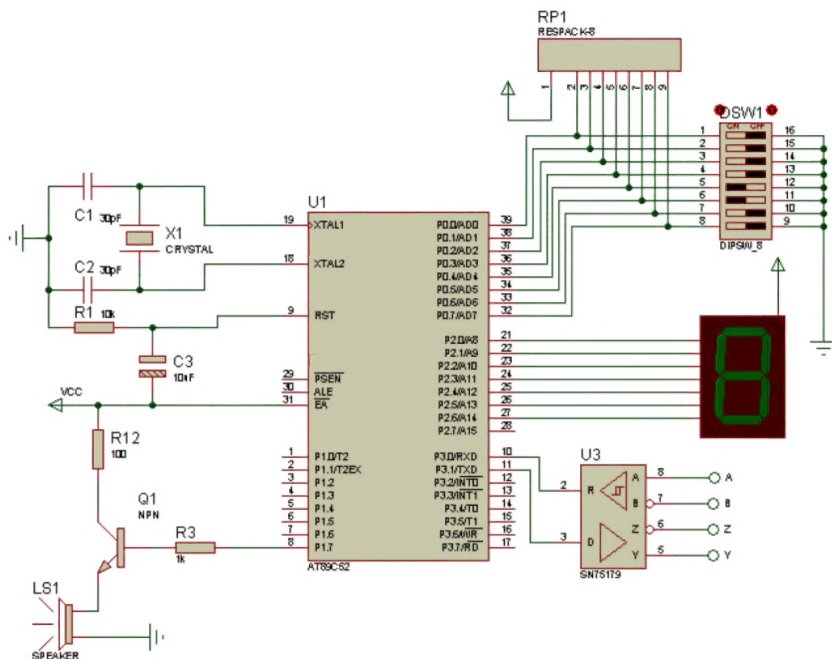 RP1
RESPACK-8
1 2 3 4 5 6 7 8 9
DSW1
ON OFF
1 16
2 15
3 14
4 13
5 12
6 11
7 10
8 9
DIPSW_8
C1
30pF
X1
CRYSTAL
C2
30pF
R1
10k
C3
VCC
R12
100
Q1
NPN
R3
1k
LS1
SPEAKER
U1
19 XTAL1
18 XTAL2
9 RST
29 PSEN
30 ALE
31 EA
1 P1.0/T2
2 P1.1/T2EX
3 P1.2
4 P1.3
5 P1.4
6 P1.5
7 P1.6
8 P1.7
P0.0/AD0 39
P0.1/AD1 38
P0.2/AD2 37
P0.3/AD3 36
P0.4/AD4 35
P0.5/AD5 34
P0.6/AD6 33
P0.7/AD7 32
P2.0/A8 21
P2.1/A9 22
P2.2/A10 23
P2.3/A11 24
P2.4/A12 25
P2.5/A13 26
P2.6/A14 27
P2.7/A15 28
P3.0/RXD 10
P3.1/TXD 11
P3.2/INT0 12
P3.3/INT1 13
P3.4/T0 14
P3.5/T1 15
P3.6/WR 16
P3.7/RD 17
AT89C52
U3
2 R
3 D
A 8 A
B 7 B
Z 6 Z
Y 5 Y
SN75179